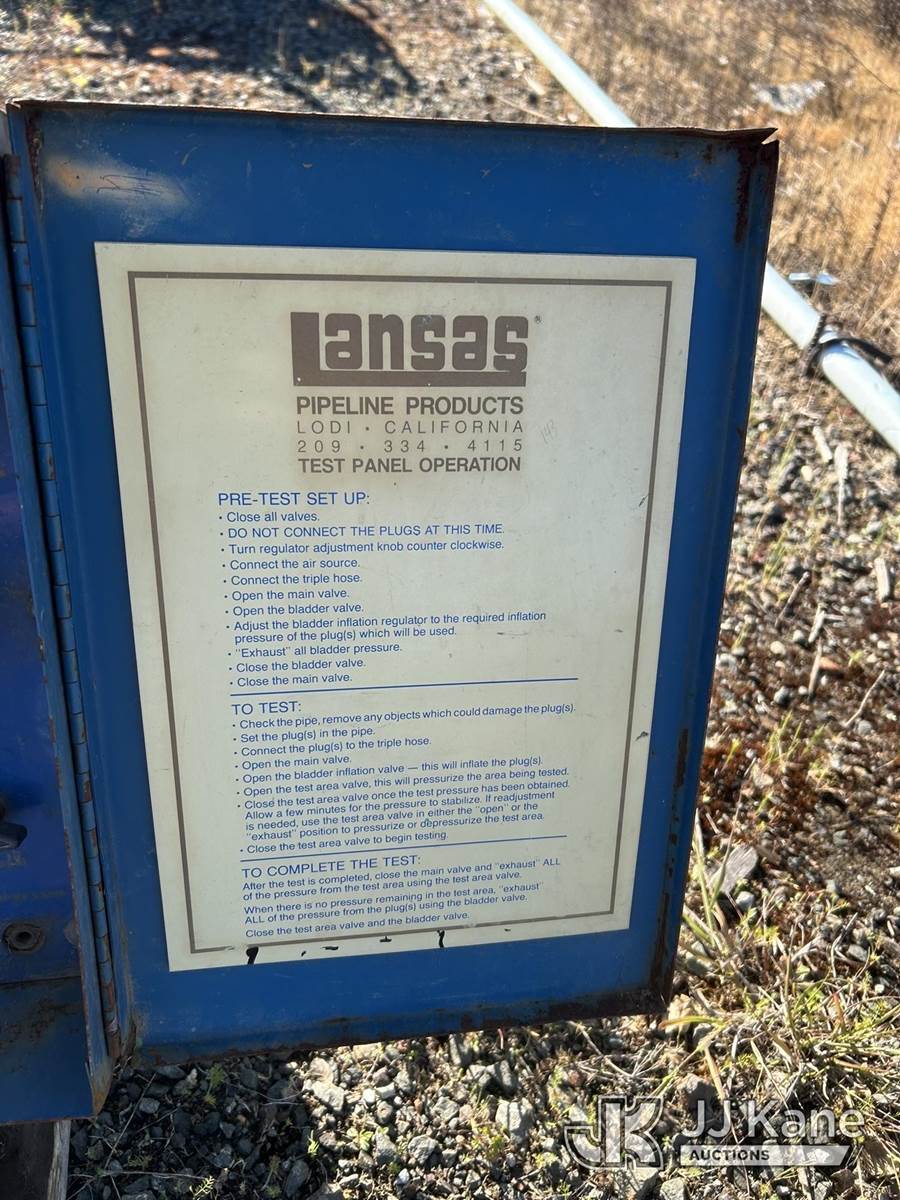 Lansas®
PIPELINE PRODUCTS
LODI · CALIFORNIA
209 · 334 · 4115
TEST PANEL OPERATION
PRE-TEST SET UP:
· Close all valves.
· DO NOT CONNECT THE PLUGS AT THIS TIME.
· Turn regulator adjustment knob counter clockwise.
· Connect the air source.
· Connect the triple hose.
· Open the main valve.
· Open the bladder valve.
· Adjust the bladder inflation regulator to the required inflation
pressure of the plug(s) which will be used.
· "Exhaust" all bladder pressure.
· Close the bladder valve.
· Close the main valve.
TO TEST:
· Check the pipe, remove any objects which could damage the plug(s).
· Set the plug(s) in the pipe.
· Connect the plug(s) to the triple hose.
· Open the main valve.
· Open the bladder inflation valve — this will inflate the plug(s).
· Open the test area valve, this will pressurize the area being tested.
· Close the test area valve once the test pressure has been obtained.
Allow a few minutes for the pressure to stabilize. If readjustment
is needed, use the test area valve in either the "open" or the
"exhaust" position to pressurize or depressurize the test area.
· Close the test area valve to begin testing.
TO COMPLETE THE TEST:
After the test is completed, close the main valve and "exhaust" ALL
of the pressure from the test area using the test area valve.
When there is no pressure remaining in the test area, "exhaust"
ALL of the pressure from the plug(s) using the bladder valve.
Close the test area valve and the bladder valve.
JK JJ Kane
AUCTIONS